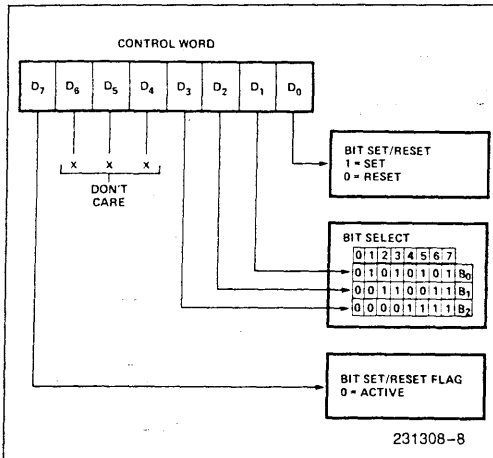 CONTROL WORD
D7 D6 D5 D4 D3 D2 D1 D0
BIT SET/RESET
1 = SET
0 = RESET
X X X
DON'T
CARE
BIT SELECT
0 1 2 3 4 5 6 7
0 1 0 1 0 1 0 1 B0
0 0 1 1 0 0 1 1 B1
0 0 0 0 1 1 1 1 B2
BIT SET/RESET FLAG
0 = ACTIVE
231308-8